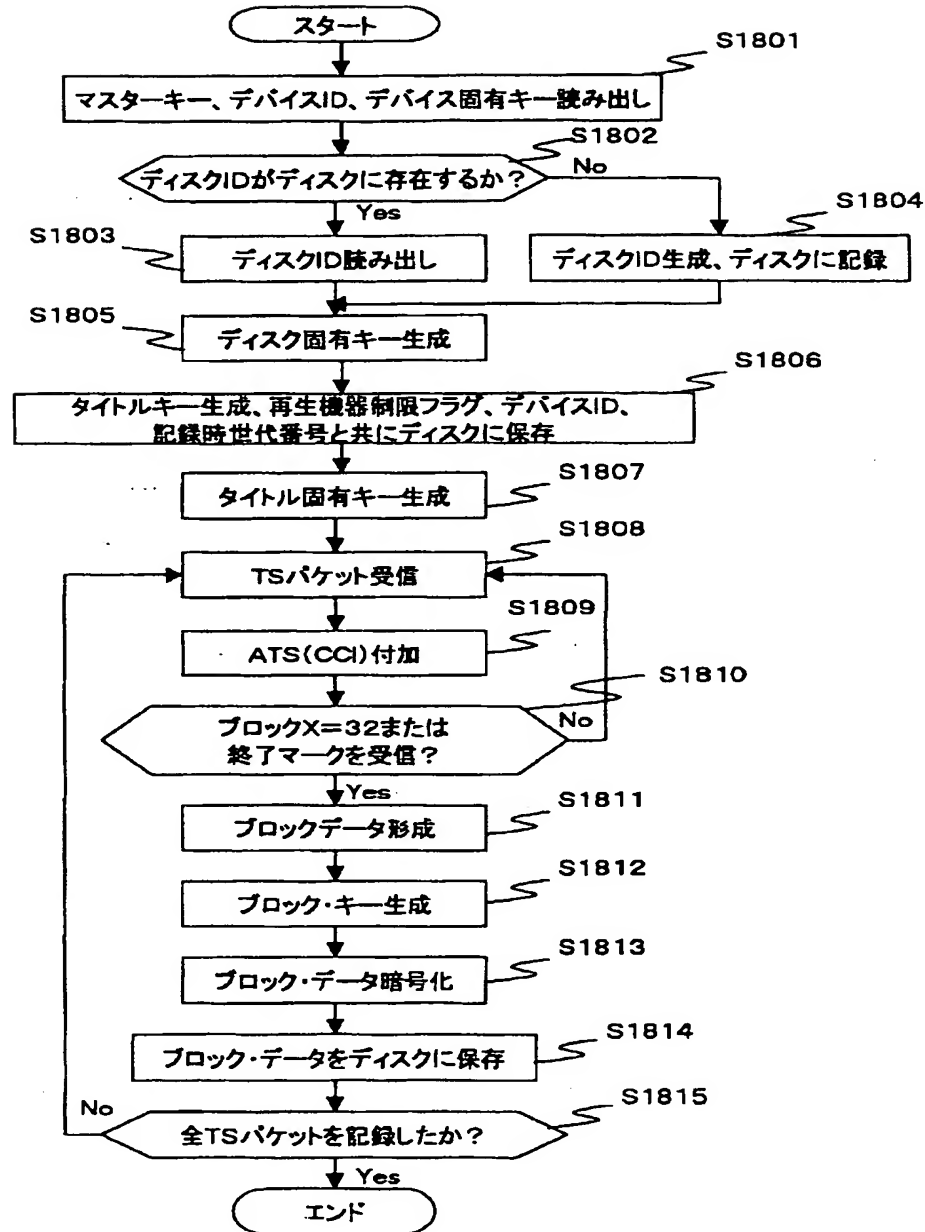 スタート
S1801
マスターキー、デバイスID、デバイス固有キー読み出し
S1802
ディスクIDがディスクに存在するか？
No
Yes
S1803
ディスクID読み出し
S1804
ディスクID生成、ディスクに記録
S1805
ディスク固有キー生成
S1806
タイトルキー生成、再生機器制限フラグ、デバイスID、
記録時世代番号と共にディスクに保存
S1807
タイトル固有キー生成
S1808
TSパケット受信
S1809
ATS(CCI)付加
S1810
ブロックX=32または
終了マークを受信？
No
Yes
S1811
ブロックデータ形成
S1812
ブロック・キー生成
S1813
ブロック・データ暗号化
S1814
ブロック・データをディスクに保存
S1815
No
全TSパケットを記録したか？
Yes
エンド